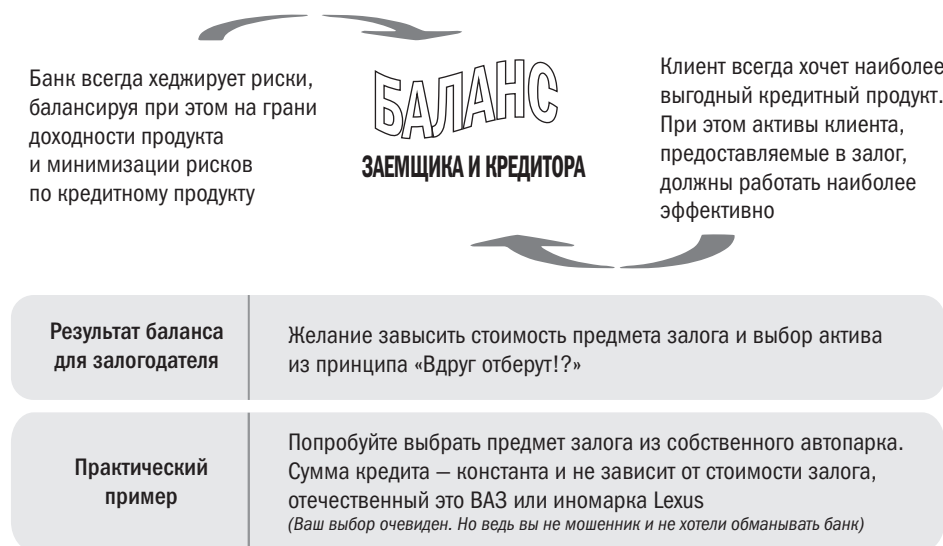 Банк всегда хеджирует риски,
балансируя при этом на грани
доходности продукта
и минимизации рисков
по кредитному продукту
БАЛАНС
ЗАЕМЩИКА И КРЕДИТОРА
Клиент всегда хочет наиболее
выгодный кредитный продукт.
При этом активы клиента,
предоставляемые в залог,
должны работать наиболее
эффективно
Результат баланса
для залогодателя
Желание завысить стоимость предмета залога и выбор актива
из принципа «Вдруг отберут!?»
Практический
пример
Попробуйте выбрать предмет залога из собственного автопарка.
Сумма кредита — константа и не зависит от стоимости залога,
отечественный это ВАЗ или иномарка Lexus
(Ваш выбор очевиден. Но ведь вы не мошенник и не хотели обманывать банк)